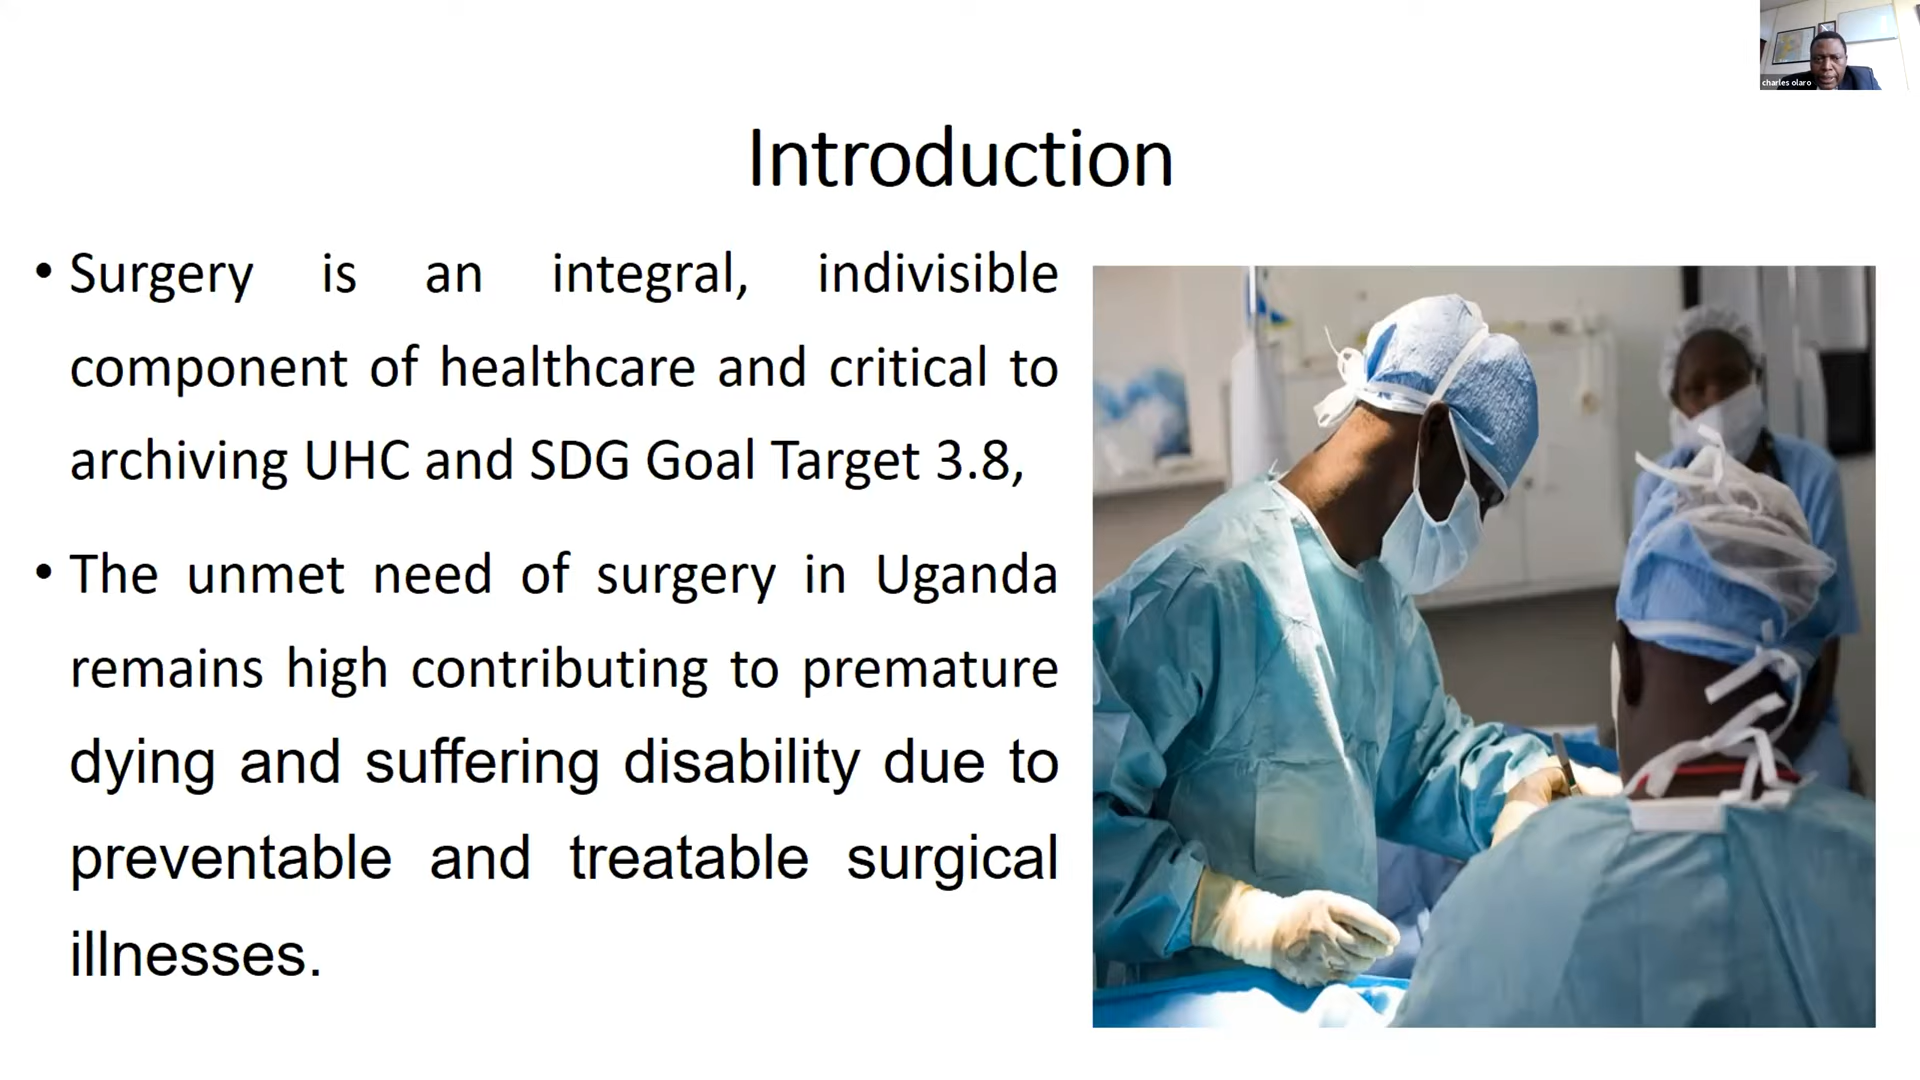 charles olaro
Introduction
• Surgery is an integral, indivisible
component of healthcare and critical to
archiving UHC and SDG Goal Target 3.8,
• The unmet need of surgery in Uganda
remains high contributing to premature
dying and suffering disability due to
preventable and treatable surgical
illnesses.